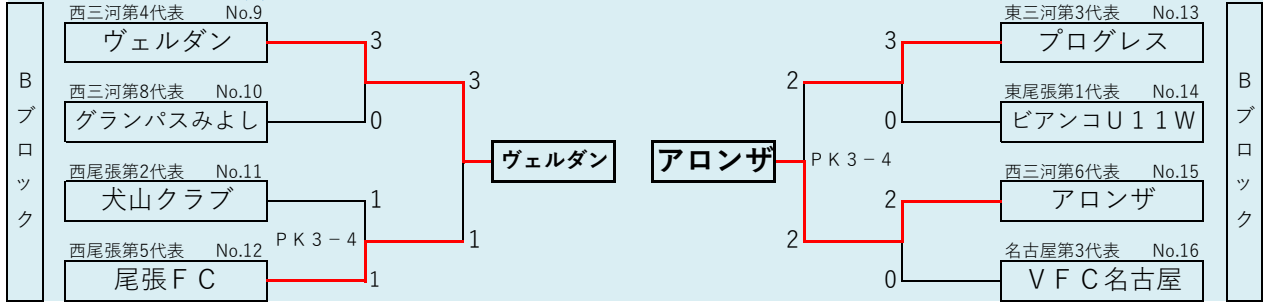 Bブロック
西三河第4代表 No.9
ヴェルダン
3
3
西三河第8代表 No.10
グランパスみよし
0
ヴェルダン
西尾張第2代表 No.11
犬山クラブ
1
PK3-4
1
西尾張第5代表 No.12
尾張FC
1
東三河第3代表 No.13
3
プログレス
2
東尾張第1代表 No.14
0
ビアンコU11W
アロンザ
PK3-4
西三河第6代表 No.15
2
アロンザ
2
名古屋第3代表 No.16
0
VFC名古屋
Bブロック